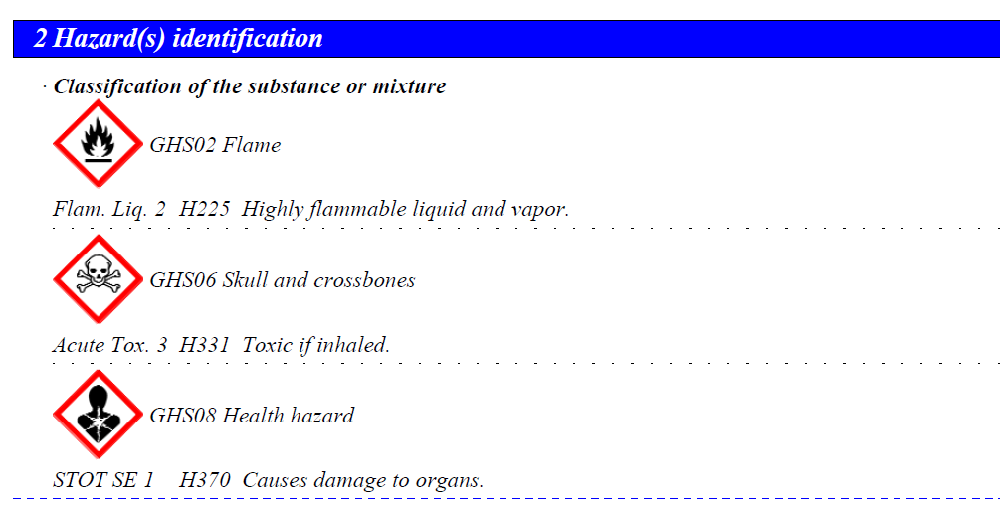 2 Hazard(s) identification
· Classification of the substance or mixture
GHS02 Flame
Flam. Liq. 2 H225 Highly flammable liquid and vapor.
GHS06 Skull and crossbones
Acute Tox. 3 H331 Toxic if inhaled.
GHS08 Health hazard
STOT SE 1 H370 Causes damage to organs.